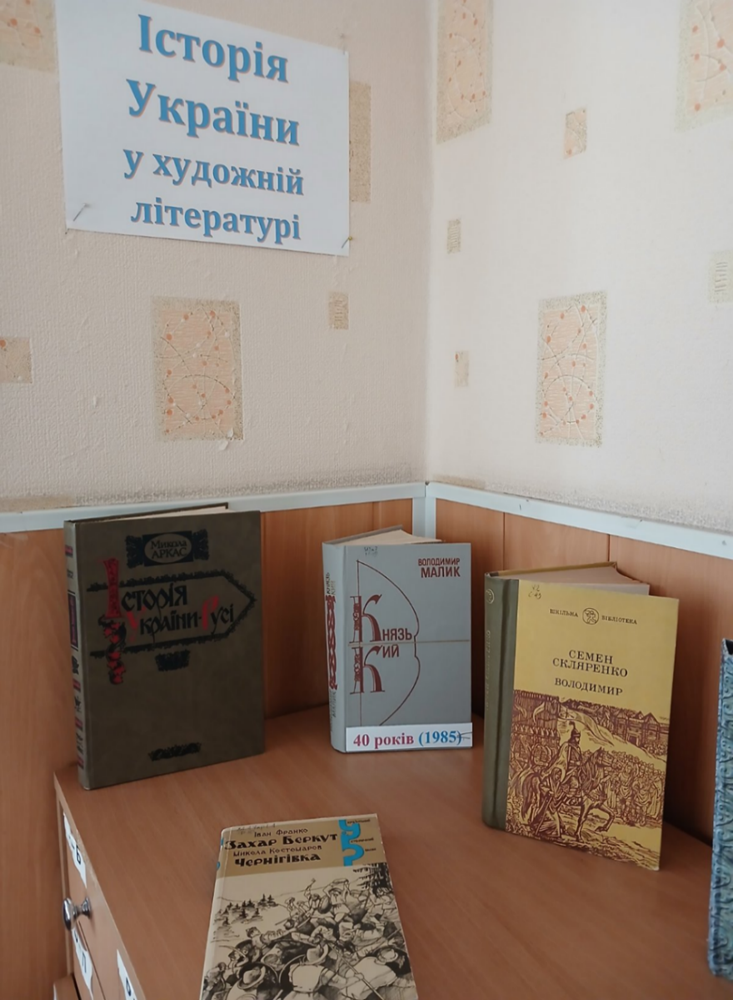 Історія
України
у художній
літературі
Микола
АРКАС
Історія
України-Русі
ВОЛОДИМИР
МАЛИК
Князь
Кий
40 років (1985)
ШКІЛЬНА БІБЛІОТЕКА
СЕМЕН
СКЛЯРЕНКО
ВОЛОДИМИР
Іван Франко
Захар Беркут
Микола Костомаров
Чернігівка